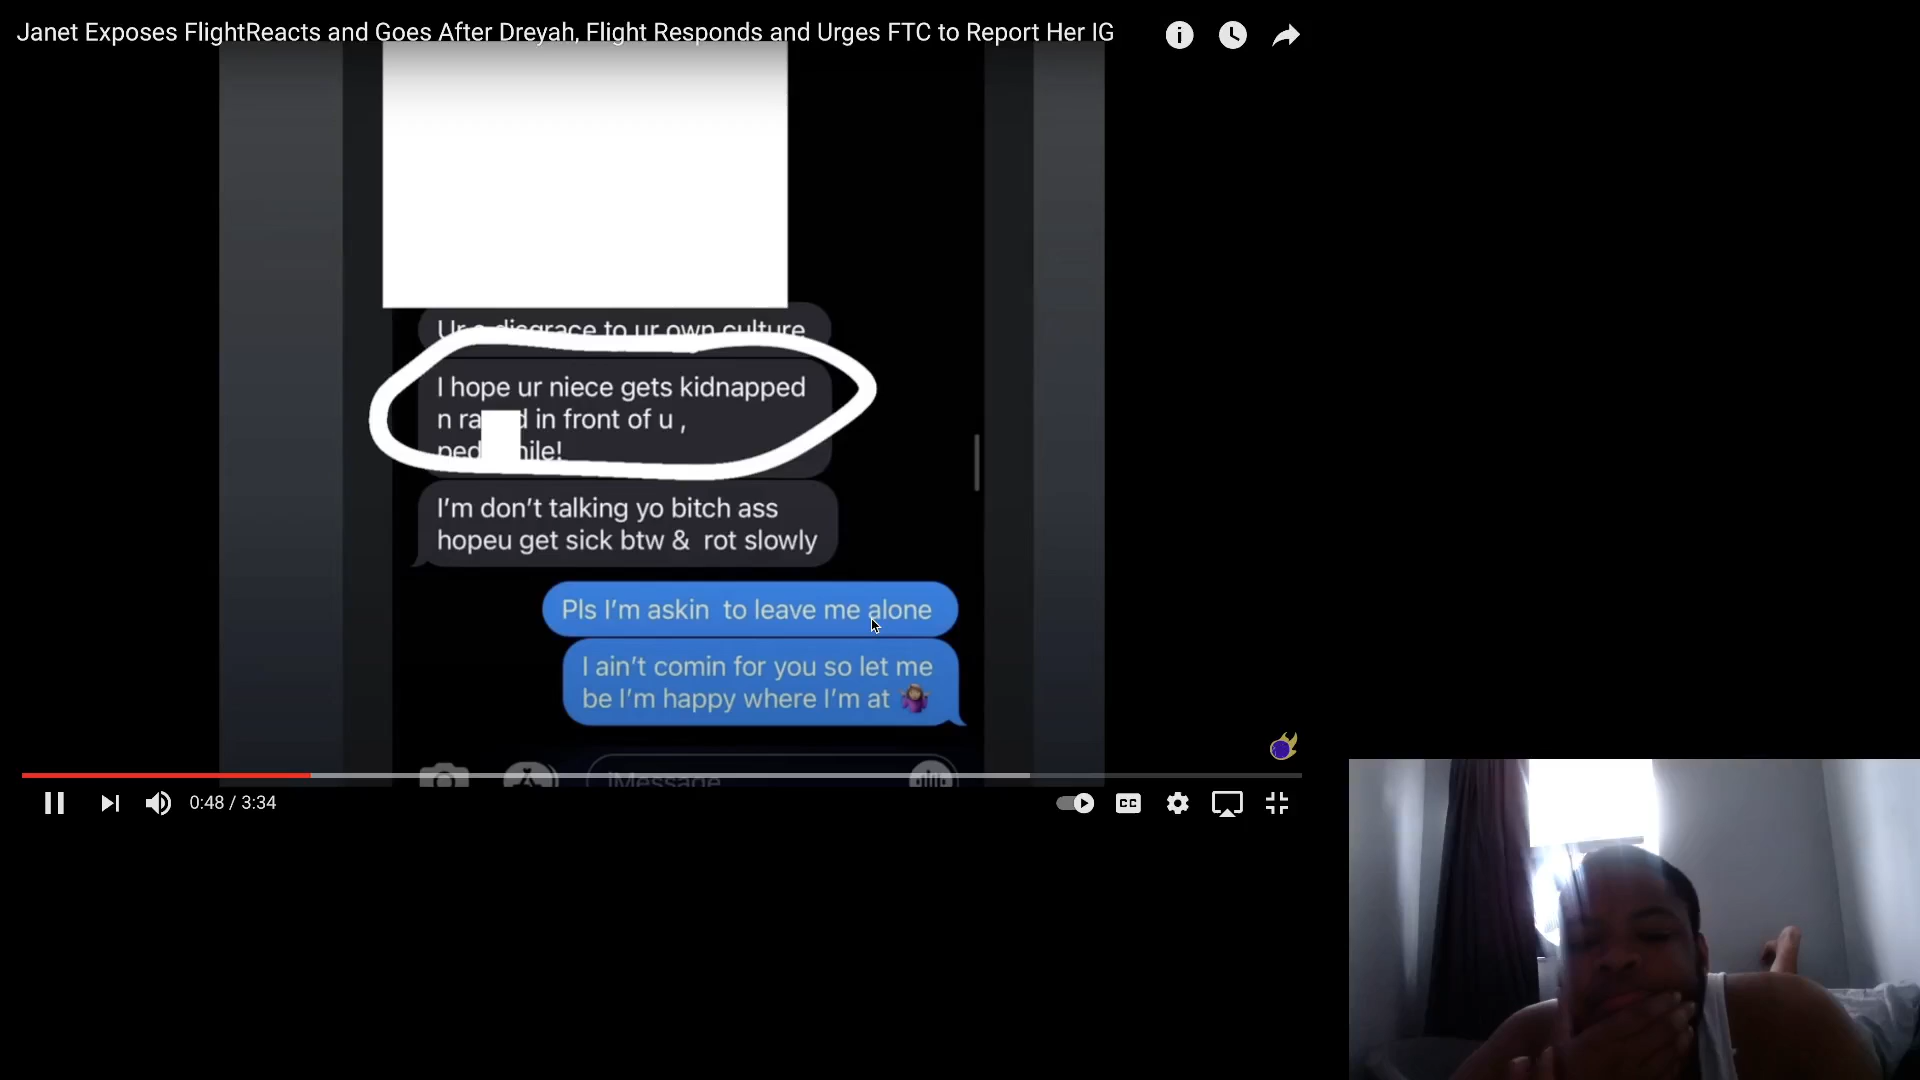 Janet Exposes FlightReacts and Goes After Dreyah, Flight Responds and Urges FTC to Report Her IG
Ur a disgrace to ur own culture
I hope ur niece gets kidnapped
n ra d in front of u ,
ped hile!
I'm don't talking yo bitch ass
hopeu get sick btw & rot slowly
Pls I'm askin to leave me alone
I ain't comin for you so let me
be I'm happy where I'm at 🤷🏽‍♀️
iMessage
0:48 / 3:34
CC